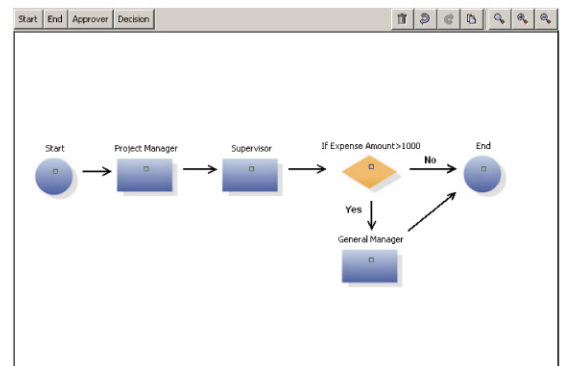 Start End Approver Decision
Start
Project Manager
Supervisor
If Expense Amount>1000
End
No
Yes
General Manager